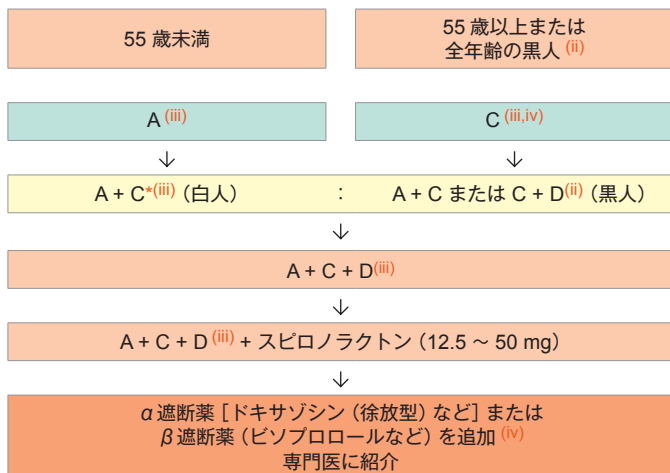 55 歳未満
55 歳以上または
全年齢の黒人 (ii)
A (iii)
C (iii,iv)
↓ ↓
A + C*(iii)(白人) : A + C または C + D(ii)(黒人)
↓
A + C + D(iii)
↓
A + C + D (iii) + スピロノラクトン(12.5 ~ 50 mg)
↓
α遮断薬[ドキサゾシン(徐放型)など]または
β遮断薬(ビソプロロールなど)を追加 (iv)
専門医に紹介